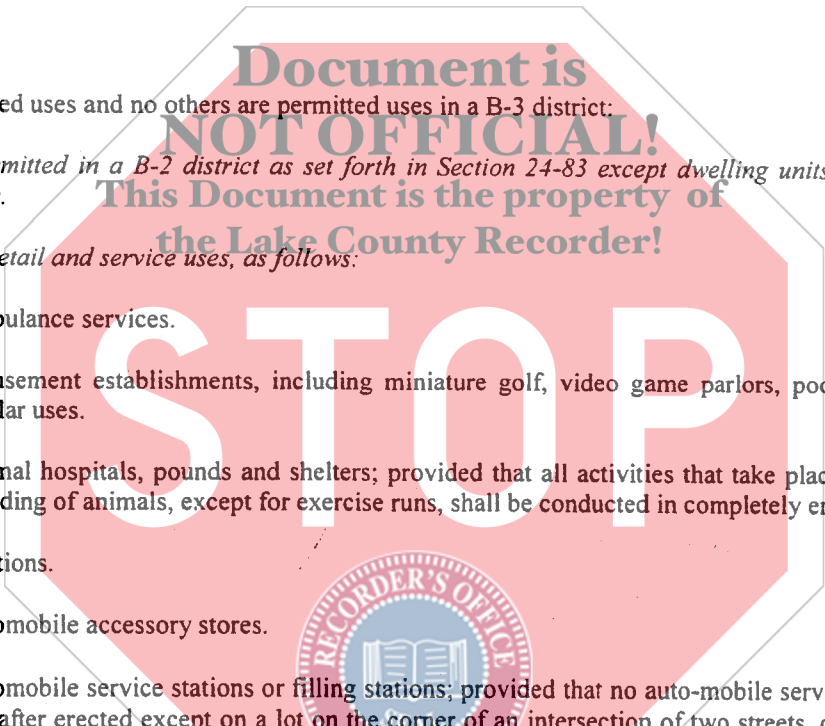 Document is
ed uses and no others are permitted uses in a B-3 district:
NOT OFFICIAL!
mitted in a B-2 district as set forth in Section 24-83 except dwelling units
This Document is the property of
.
the Lake County Recorder!
etail and service uses, as follows:
STOP
bulance services.
usement establishments, including miniature golf, video game parlors, poo
lar uses.
nal hospitals, pounds and shelters; provided that all activities that take plac
ding of animals, except for exercise runs, shall be conducted in completely en
tions.
RECORDER'S OFFICE
omobile accessory stores.
omobile service stations or filling stations; provided that no auto-mobile serv
after erected except on a lot on the corner of an intersection of two streets